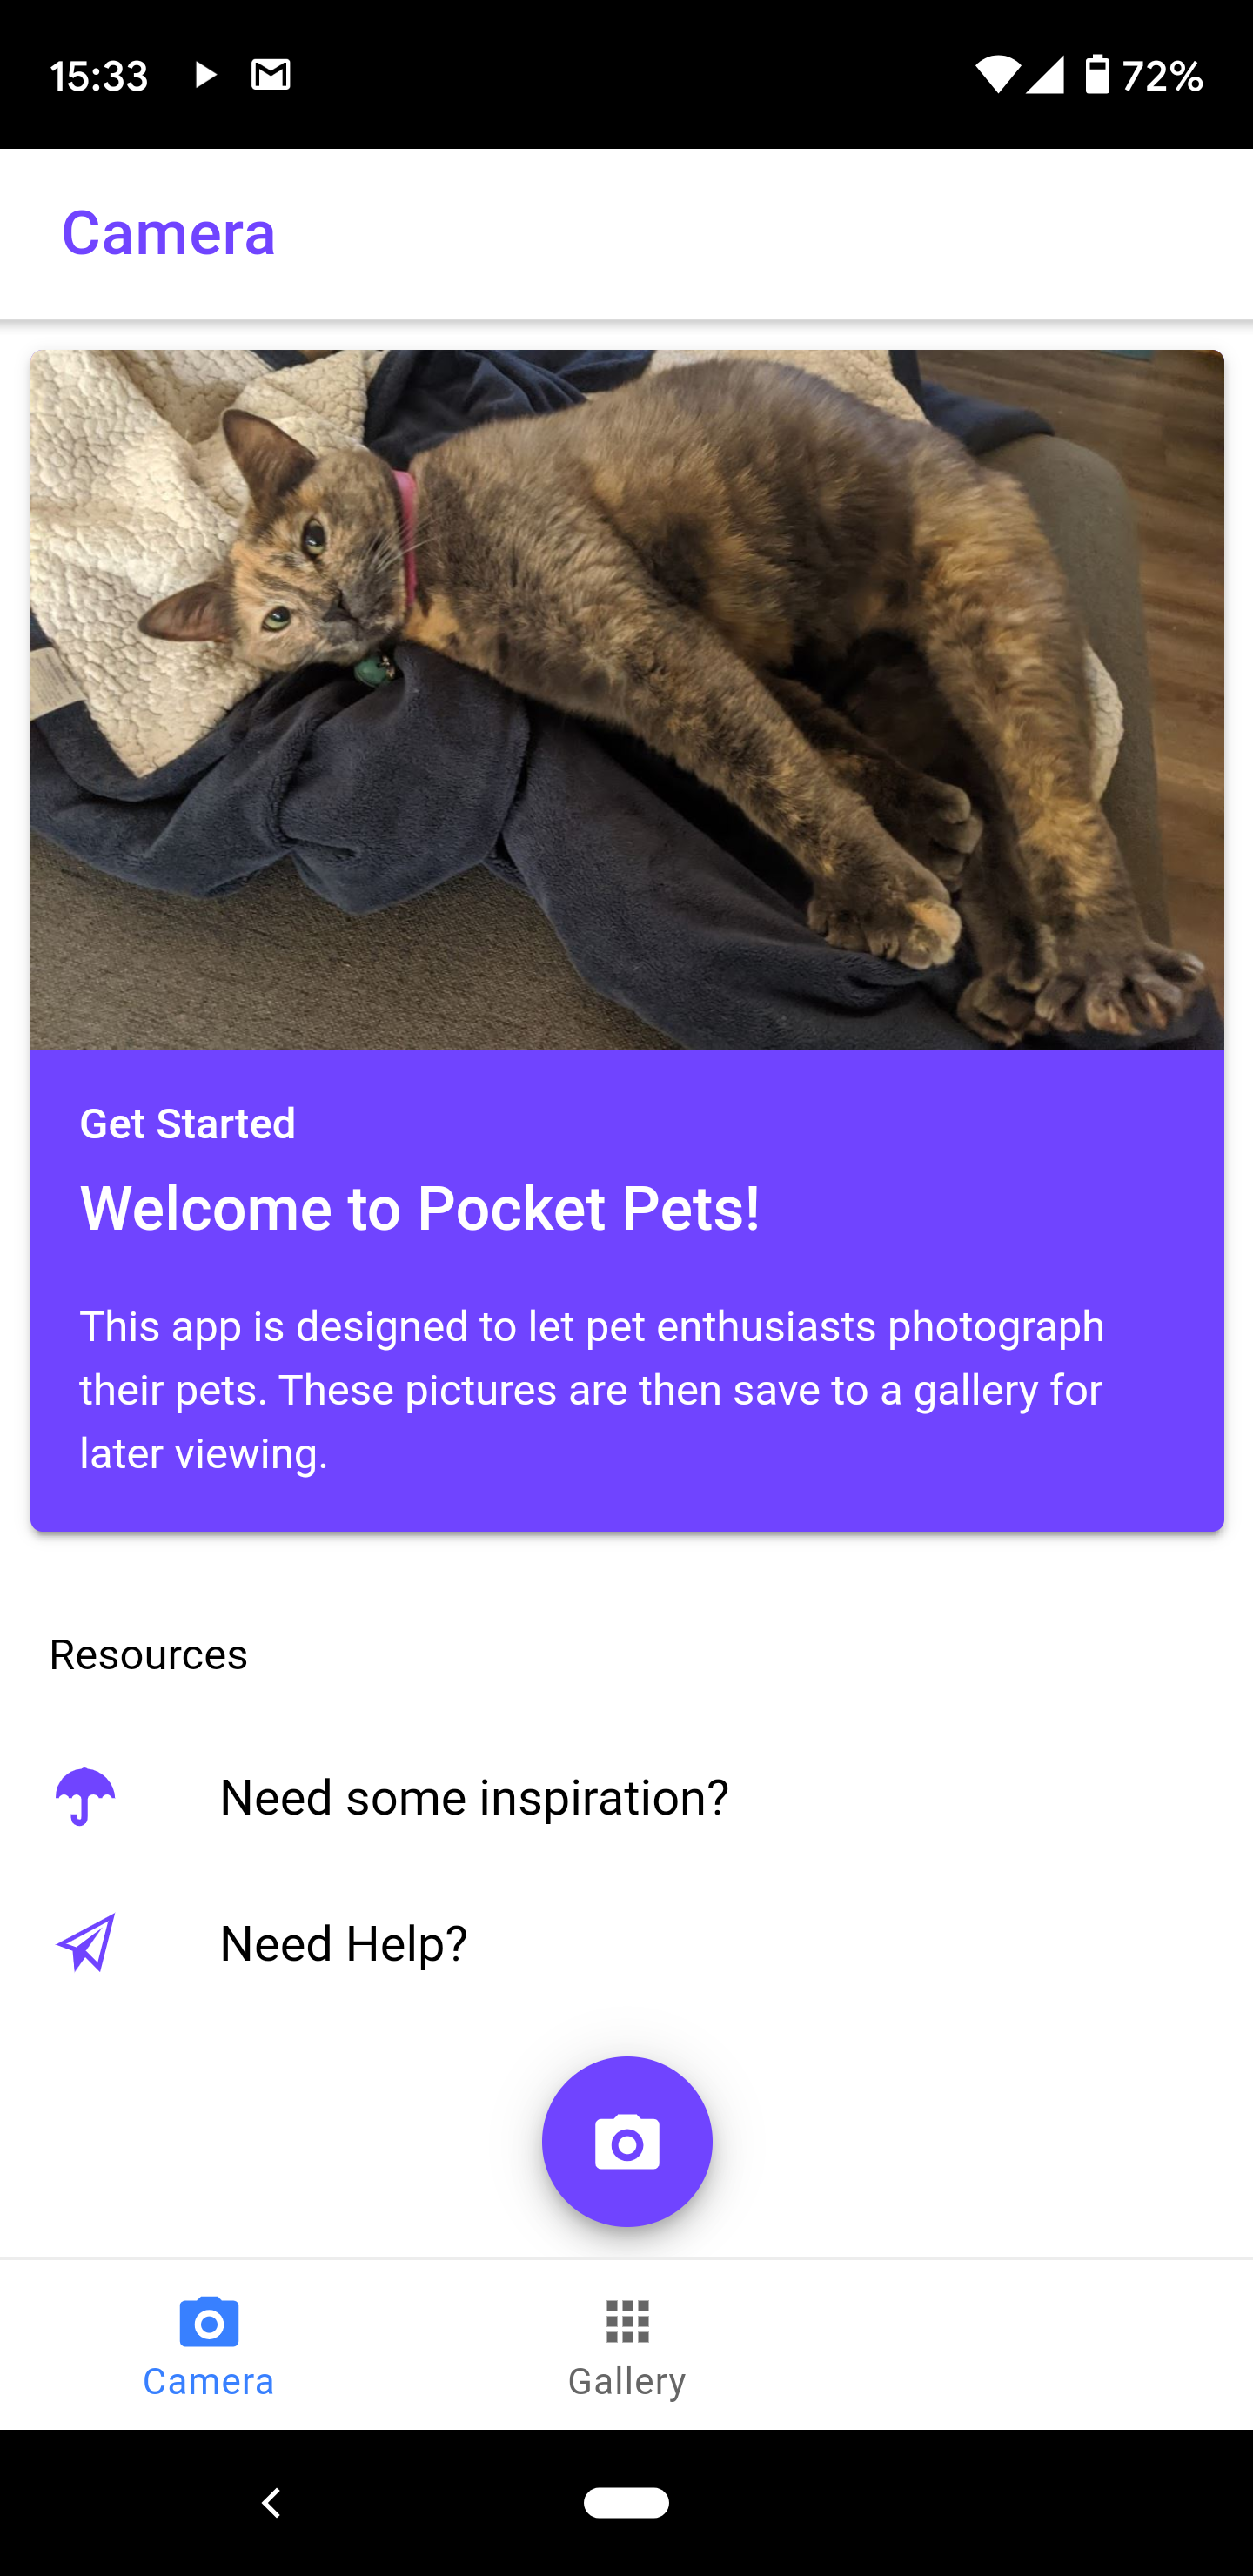 15:33
72%
Camera
Get Started
Welcome to Pocket Pets!
This app is designed to let pet enthusiasts photograph
their pets. These pictures are then save to a gallery for
later viewing.
Resources
Need some inspiration?
Need Help?
Camera
Gallery